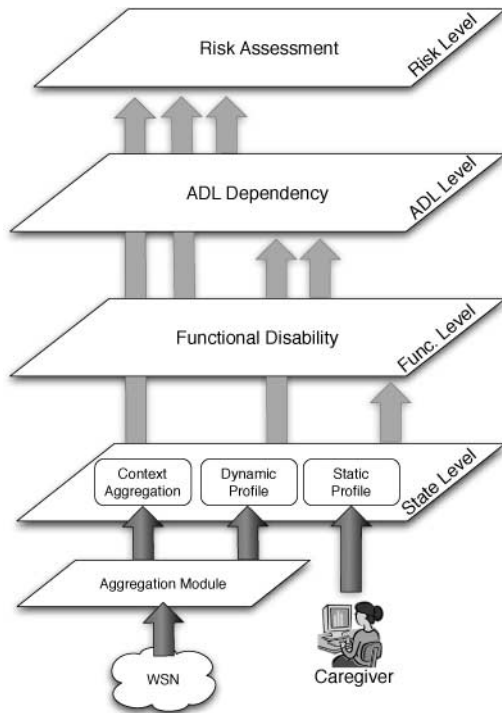 Risk Assessment
Risk Level
ADL Dependency
ADL Level
Functional Disability
Func. Level
Context
Aggregation
Dynamic
Profile
Static
Profile
State Level
Aggregation Module
WSN
Caregiver